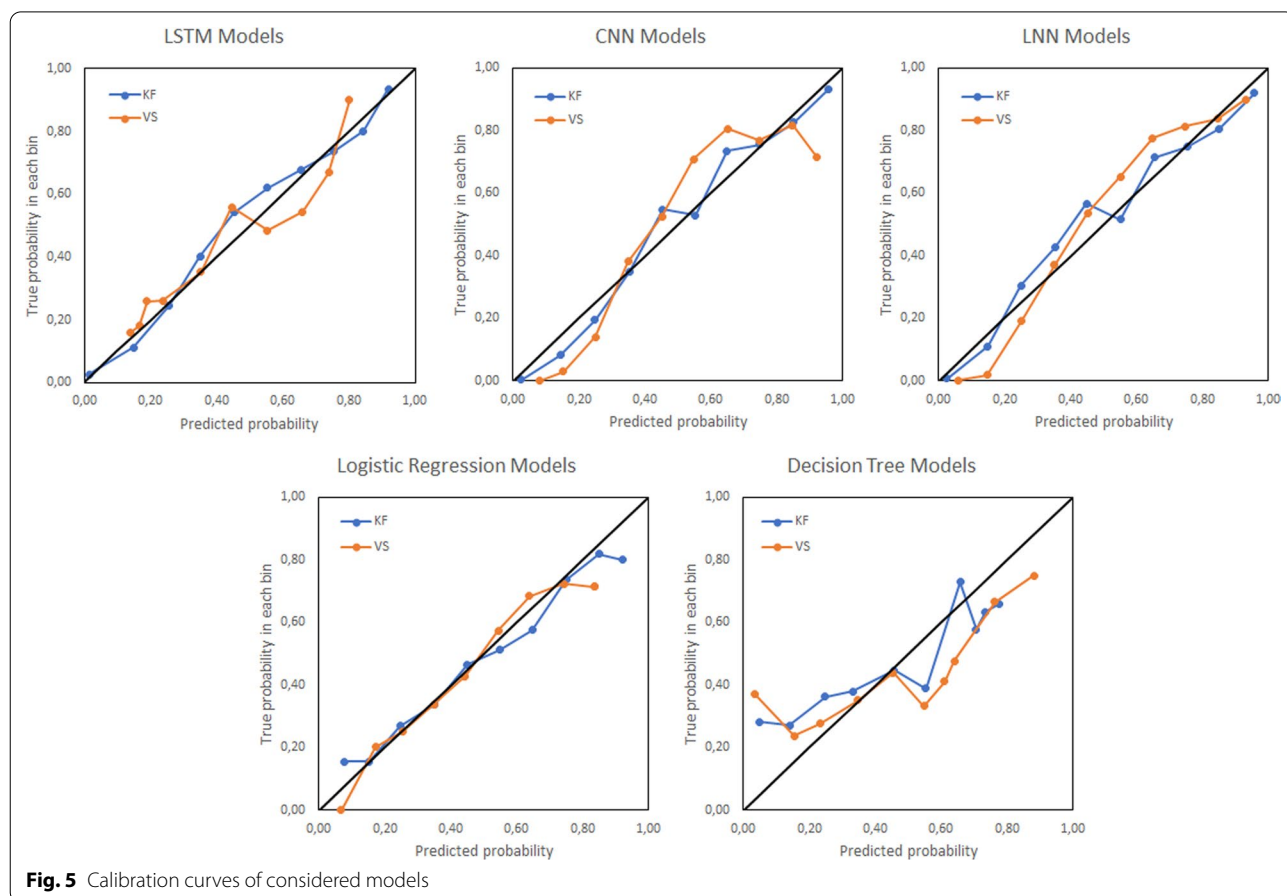 LSTM Models
1,00
0,80
0,60
0,40
0,20
0,00
True probability in each bin
KF
VS
0,00 0,20 0,40 0,60 0,80 1,00
Predicted probability
CNN Models
1,00
0,80
0,60
0,40
0,20
0,00
True probability in each bin
KF
VS
0,00 0,20 0,40 0,60 0,80 1,00
Predicted probability
LNN Models
1,00
0,80
0,60
0,40
0,20
0,00
True probability in each bin
KF
VS
0,00 0,20 0,40 0,60 0,80 1,00
Predicted probability
Logistic Regression Models
1,00
0,80
0,60
0,40
0,20
0,00
True probability in each bin
KF
VS
0,00 0,20 0,40 0,60 0,80 1,00
Predicted probability
Decision Tree Models
1,00
0,80
0,60
0,40
0,20
0,00
True probability in each bin
KF
VS
0,00 0,20 0,40 0,60 0,80 1,00
Predicted probability
Fig. 5 Calibration curves of considered models